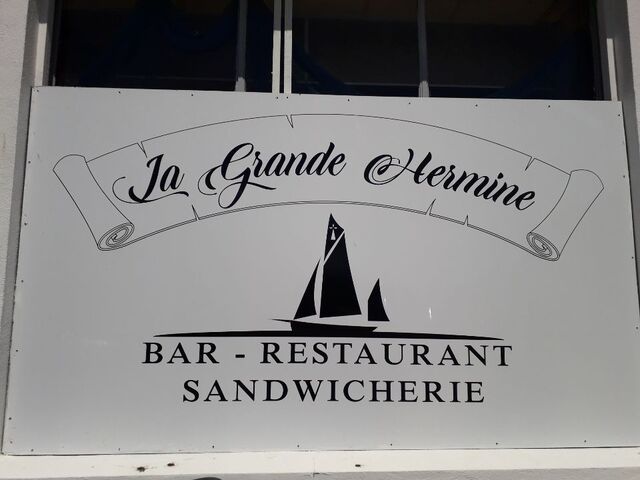 La Grande Hermine
BAR - RESTAURANT
SANDWICHERIE